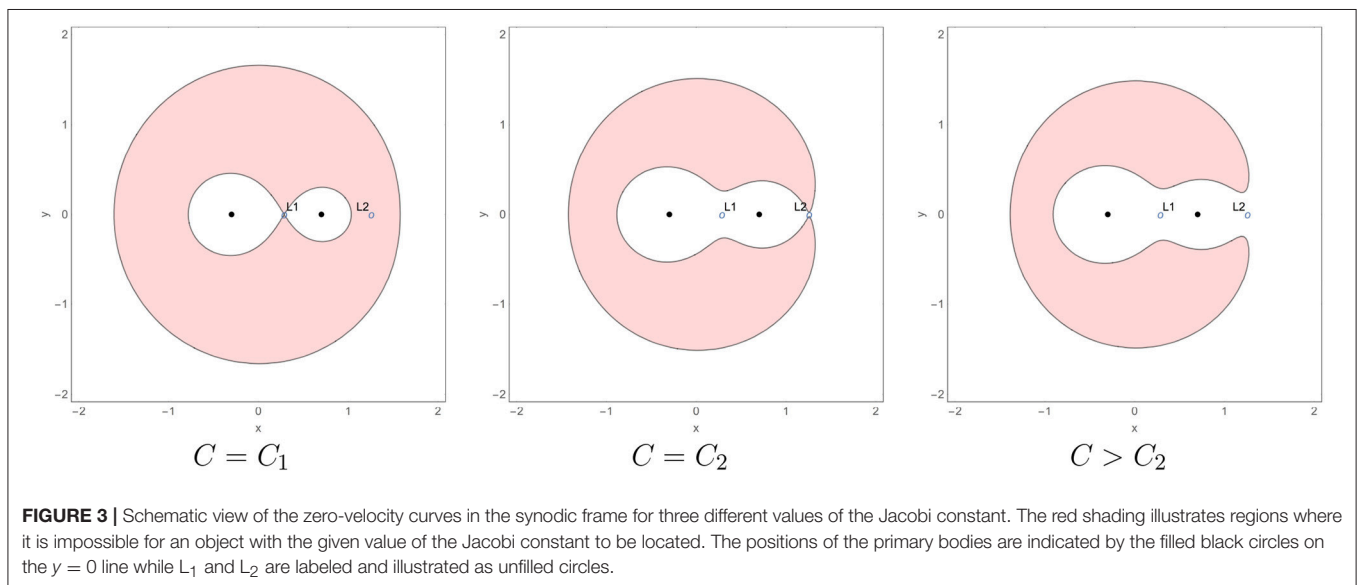 2
1
0
−1
−2
y
L1
L2
−2
−1
0
1
2
x
C = C₁
2
1
0
−1
−2
y
L1
L2
−2
−1
0
1
2
x
C = C₂
2
1
0
−1
−2
y
L1
L2
−2
−1
0
1
2
x
C > C₂
FIGURE 3 | Schematic view of the zero-velocity curves in the synodic frame for three different values of the Jacobi constant. The red shading illustrates regions where
it is impossible for an object with the given value of the Jacobi constant to be located. The positions of the primary bodies are indicated by the filled black circles on
the y = 0 line while L₁ and L₂ are labeled and illustrated as unfilled circles.